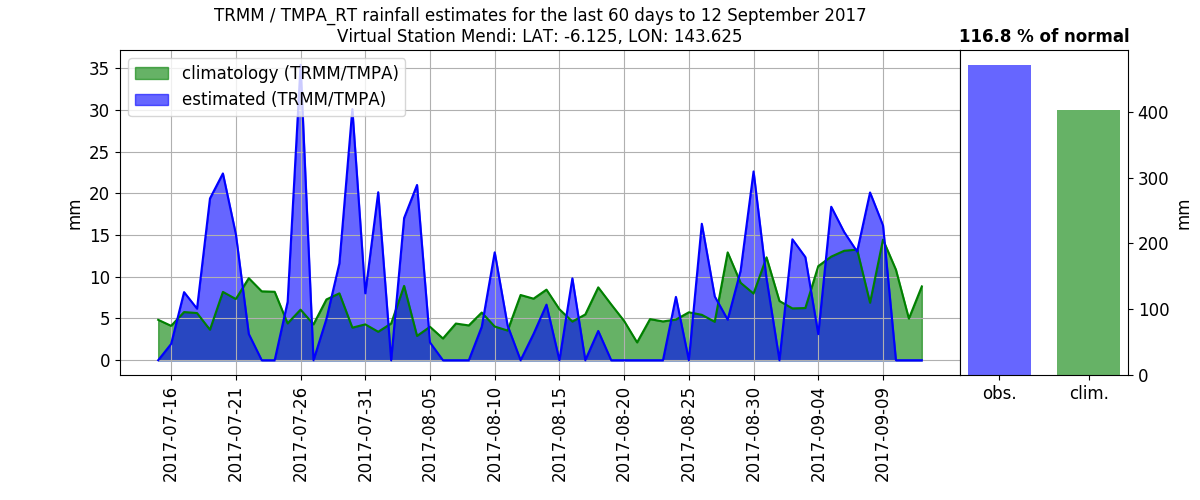 TRMM / TMPA_RT rainfall estimates for the last 60 days to 12 September 2017
Virtual Station Mendi: LAT: -6.125, LON: 143.625
116.8 % of normal
climatology (TRMM/TMPA)
estimated (TRMM/TMPA)
mm
35
30
25
20
15
10
5
0
2017-07-16
2017-07-21
2017-07-26
2017-07-31
2017-08-05
2017-08-10
2017-08-15
2017-08-20
2017-08-25
2017-08-30
2017-09-04
2017-09-09
400
300
200
100
0
mm
obs.
clim.